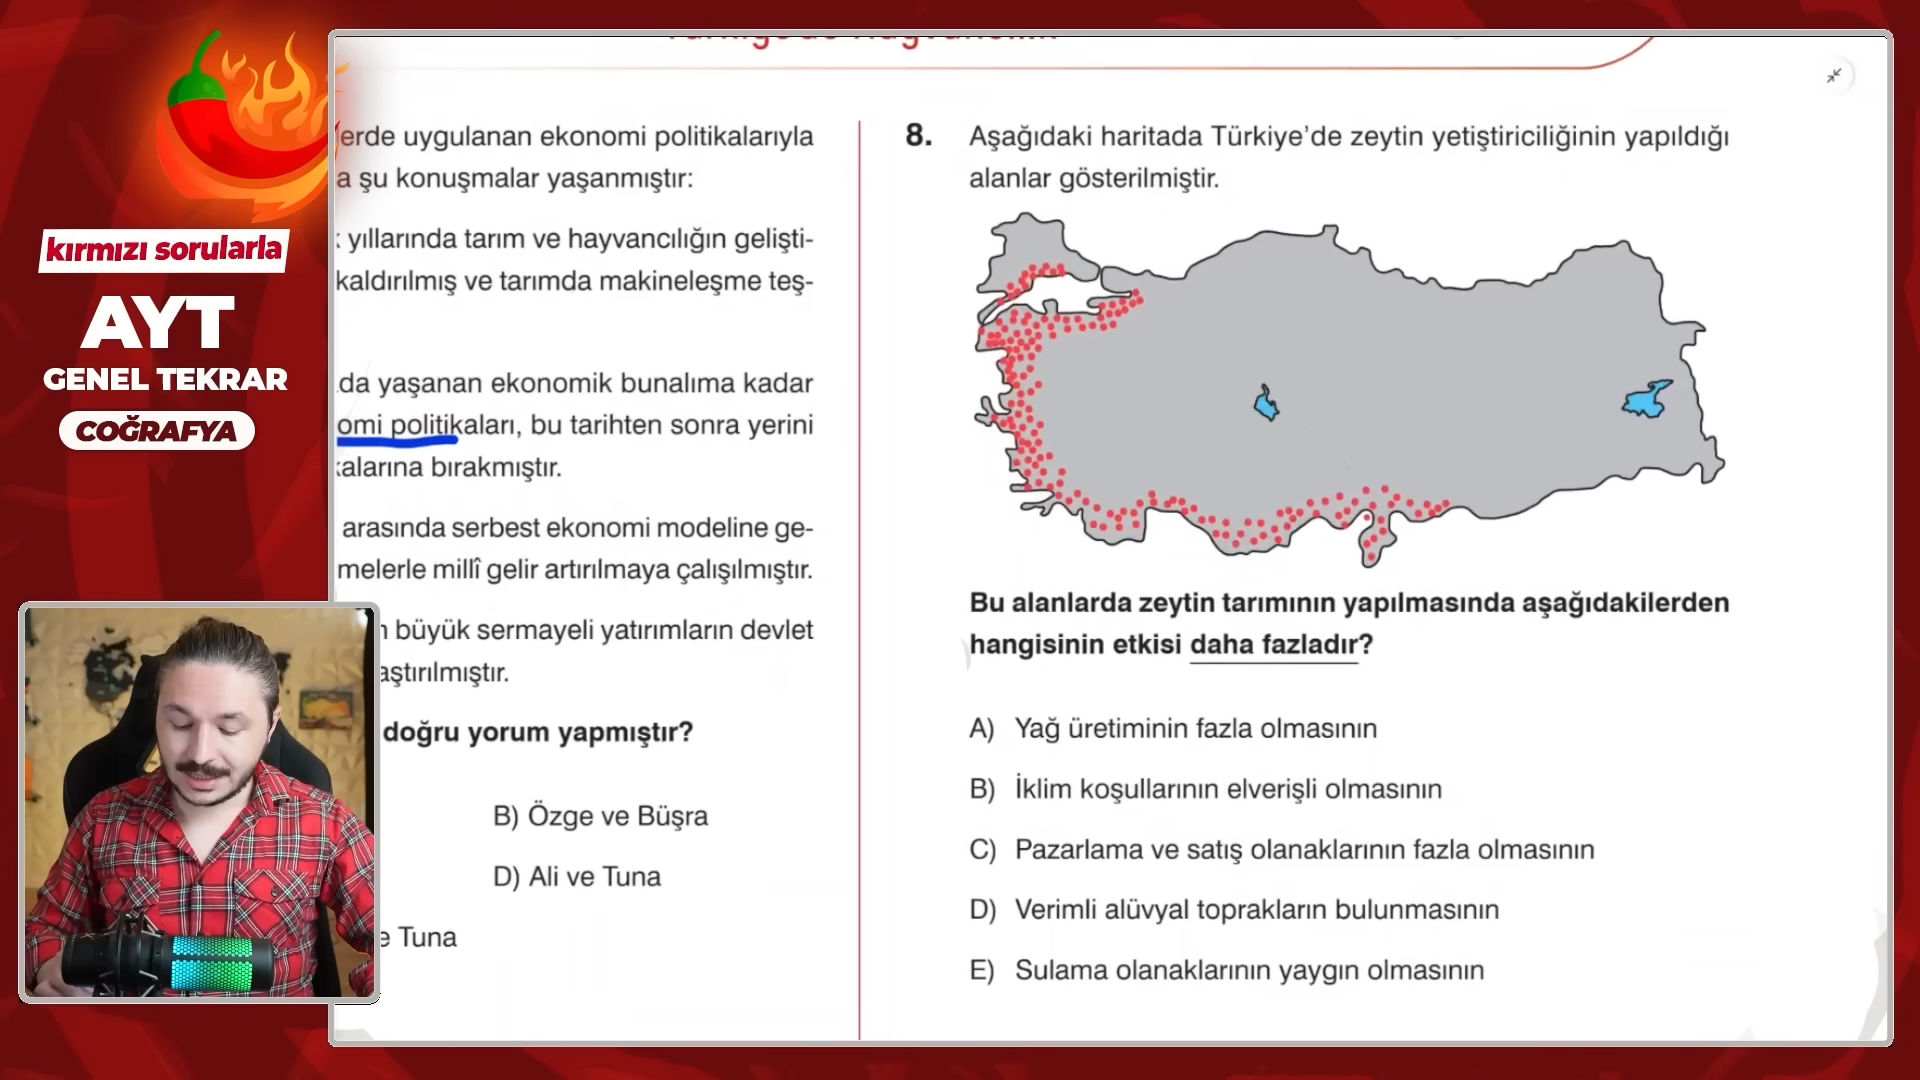 kırmızı sorularla
AYT
GENEL TEKRAR
COĞRAFYA
uygulanan ekonomi politikalarıyla
a şu konuşmalar yaşanmıştır:
yıllarında tarım ve hayvancılığın gelişti-
kaldırılmış ve tarımda makineleşme teş-
da yaşanan ekonomik bunalıma kadar
omi politikaları, bu tarihten sonra yerini
alarına bırakmıştır.
arasında serbest ekonomi modeline ge-
melerle millî gelir artırılmaya çalışılmıştır.
büyük sermayeli yatırımların devlet
aştırılmıştır.
doğru yorum yapmıştır?
B) Özge ve Büşra
D) Ali ve Tuna
e Tuna
8. Aşağıdaki haritada Türkiye'de zeytin yetiştiriciliğinin yapıldığı
alanlar gösterilmiştir.
Bu alanlarda zeytin tarımının yapılmasında aşağıdakilerden
hangisinin etkisi daha fazladır?
A) Yağ üretiminin fazla olmasının
B) İklim koşullarının elverişli olmasının
C) Pazarlama ve satış olanaklarının fazla olmasının
D) Verimli alüvyal toprakların bulunmasının
E) Sulama olanaklarının yaygın olmasının